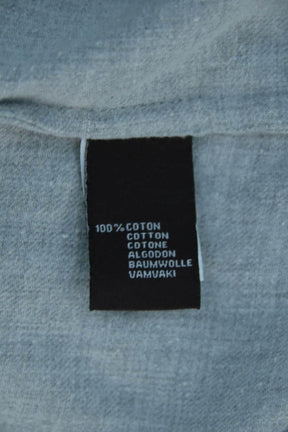 100% COTON
COTTON
COTONE
ALGODON
BAUMWOLLE
VAMVAKI